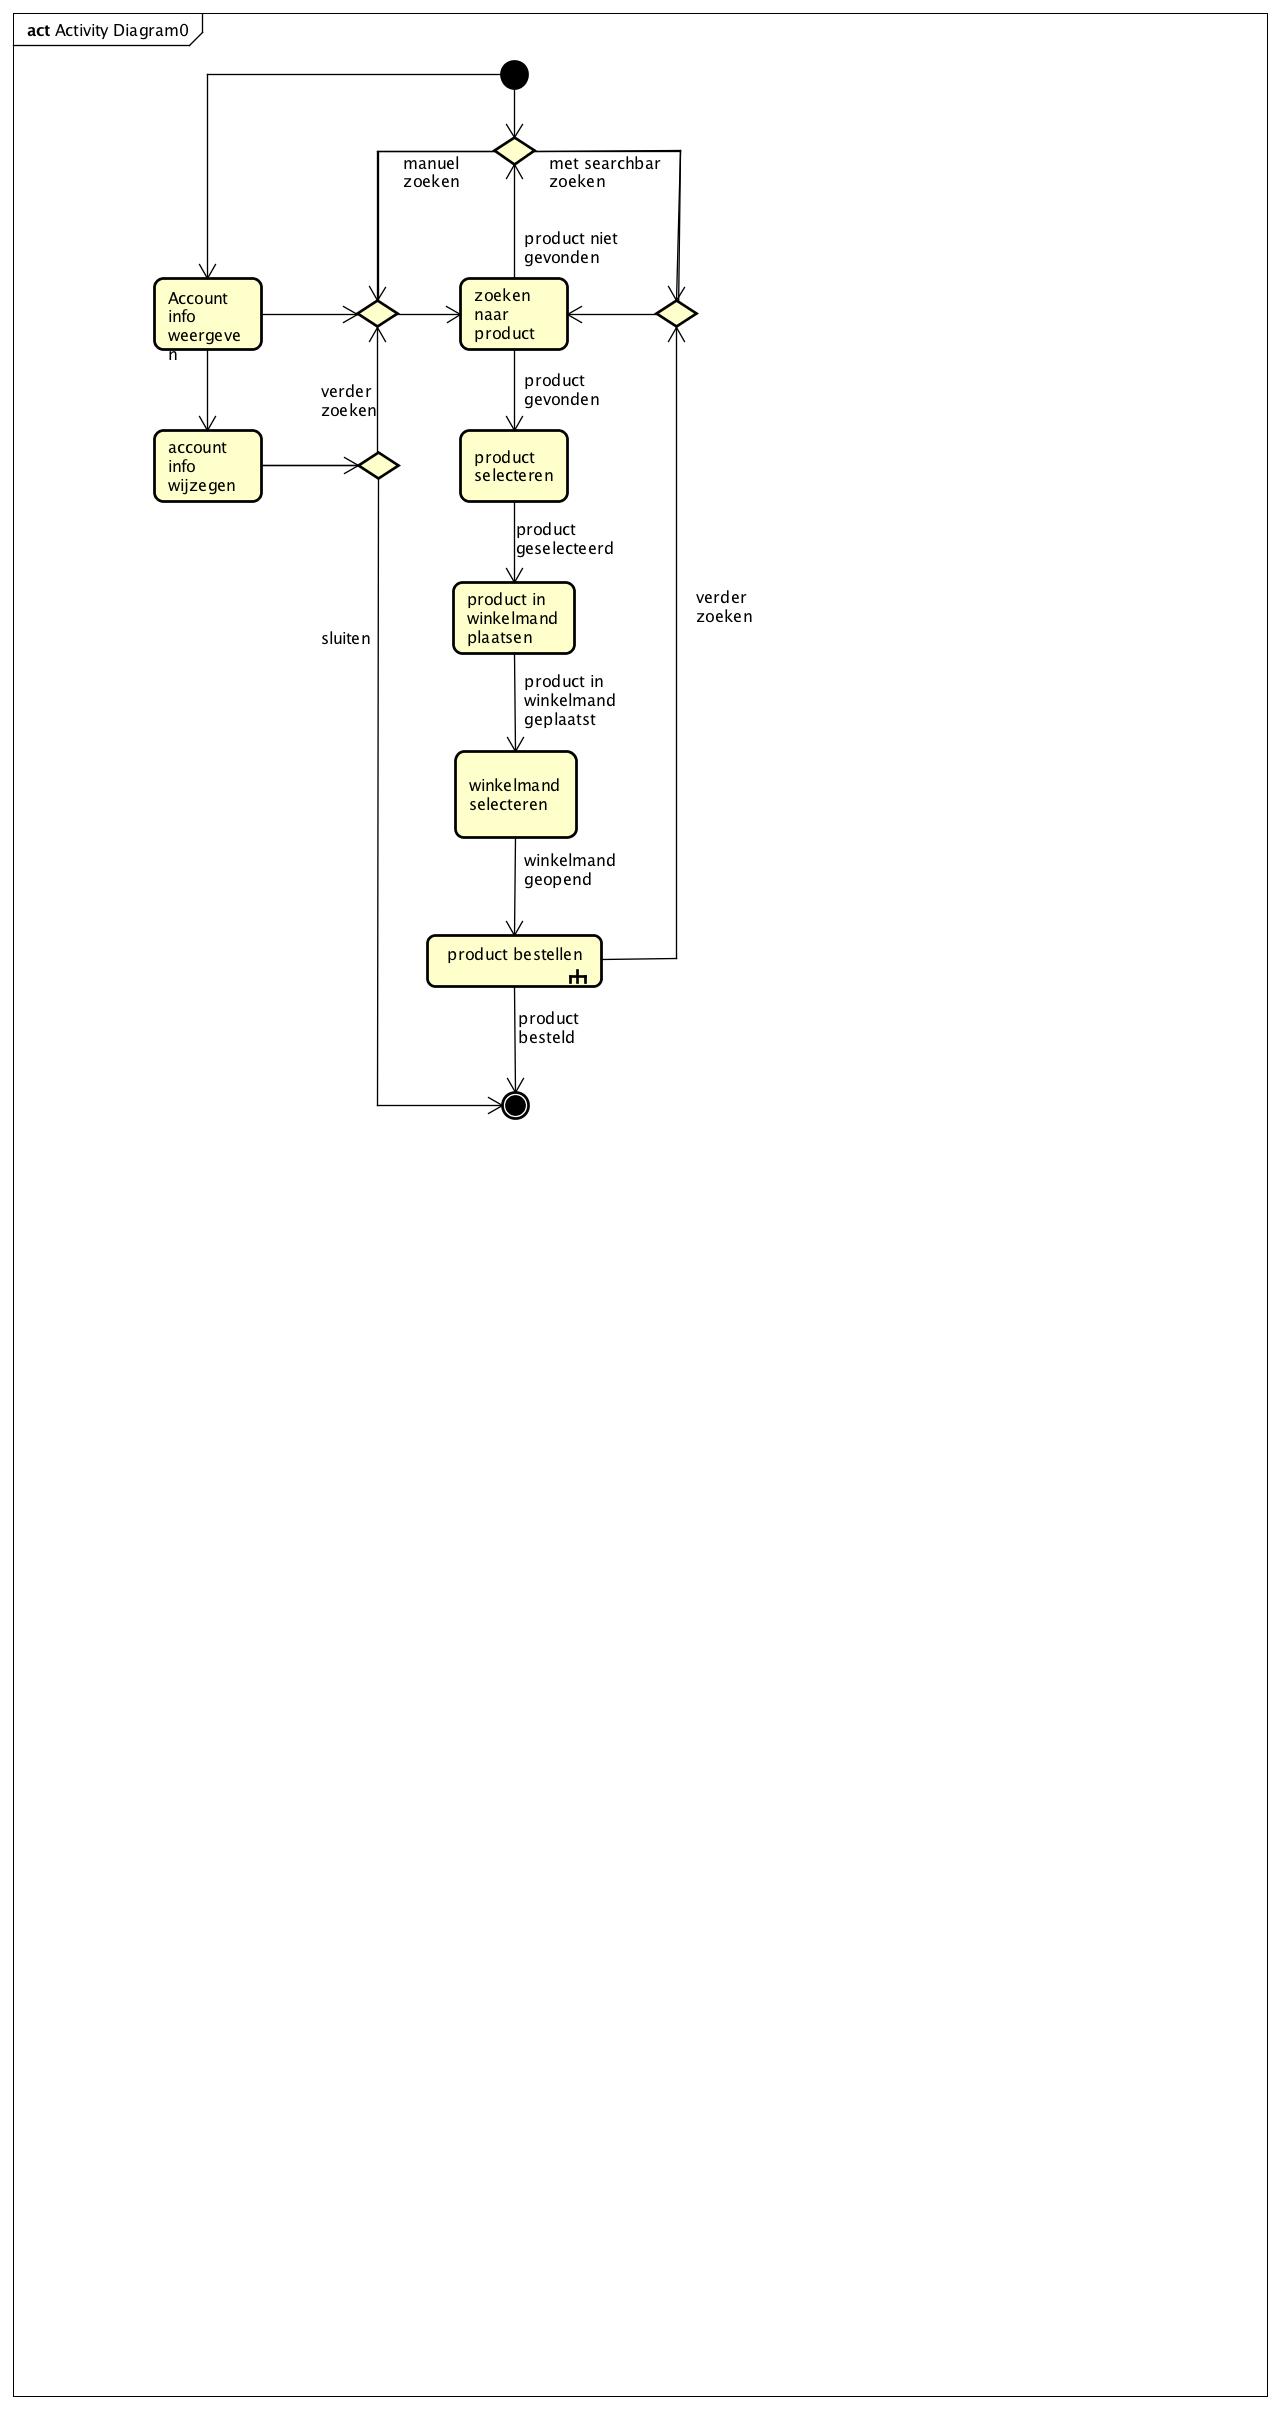 act Activity Diagram0
manuel
zoeken
met searchbar
zoeken
product niet
gevonden
Account
info
weergeve
n
zoeken
naar
product
verder
zoeken
product
gevonden
account
info
wijzegen
product
selecteren
product
geselecteerd
product in
winkelmand
plaatsen
verder
zoeken
sluiten
product in
winkelmand
geplaatst
winkelmand
selecteren
winkelmand
geopend
product bestellen
product
besteld